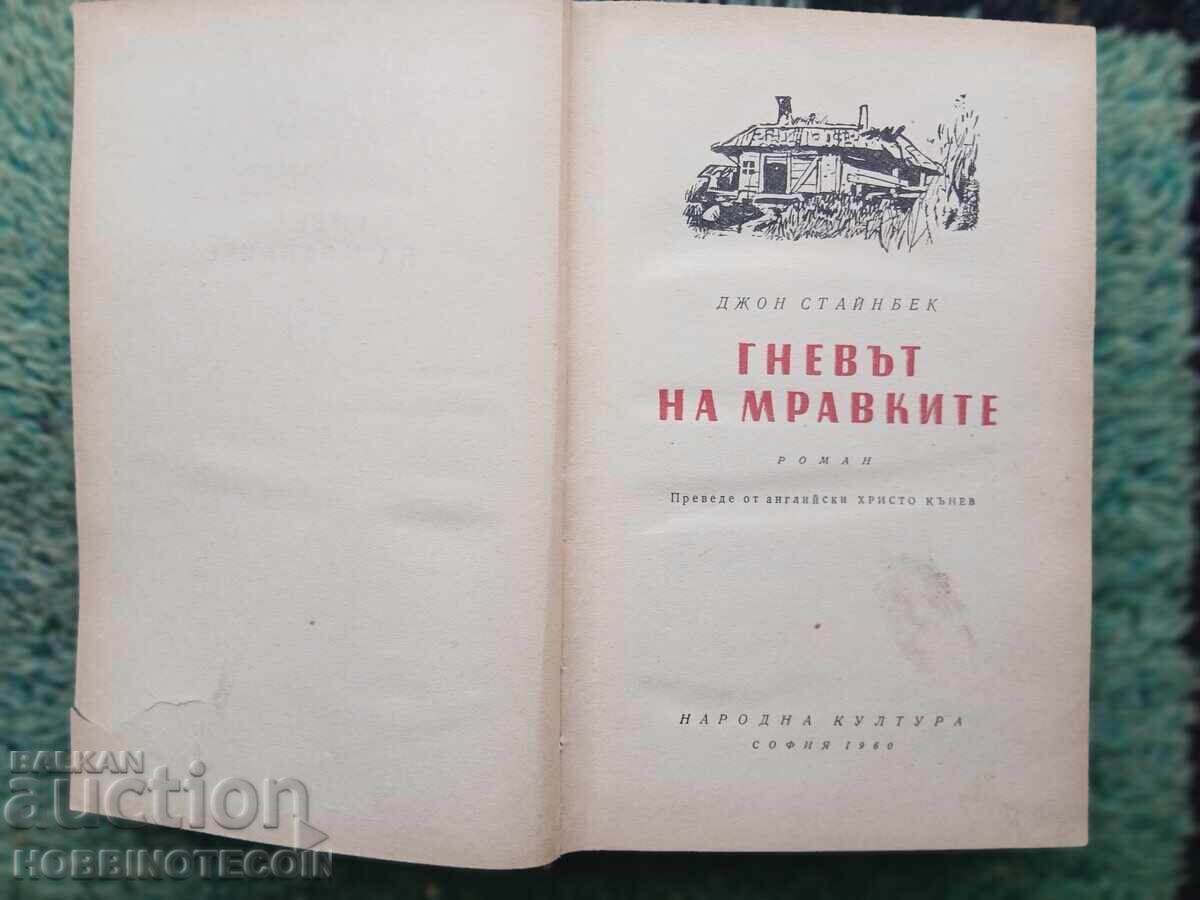 ДЖОН СТАЙНБЕК
ГНЕВЪТ
НА МРАВКИТЕ
РОМАН
Преведе от английски ХРИСТО КЪНЕВ
НАРОДНА КУЛТУРА
СОФИЯ 1960
BALKAN
auction
HOBBINOTECOIN